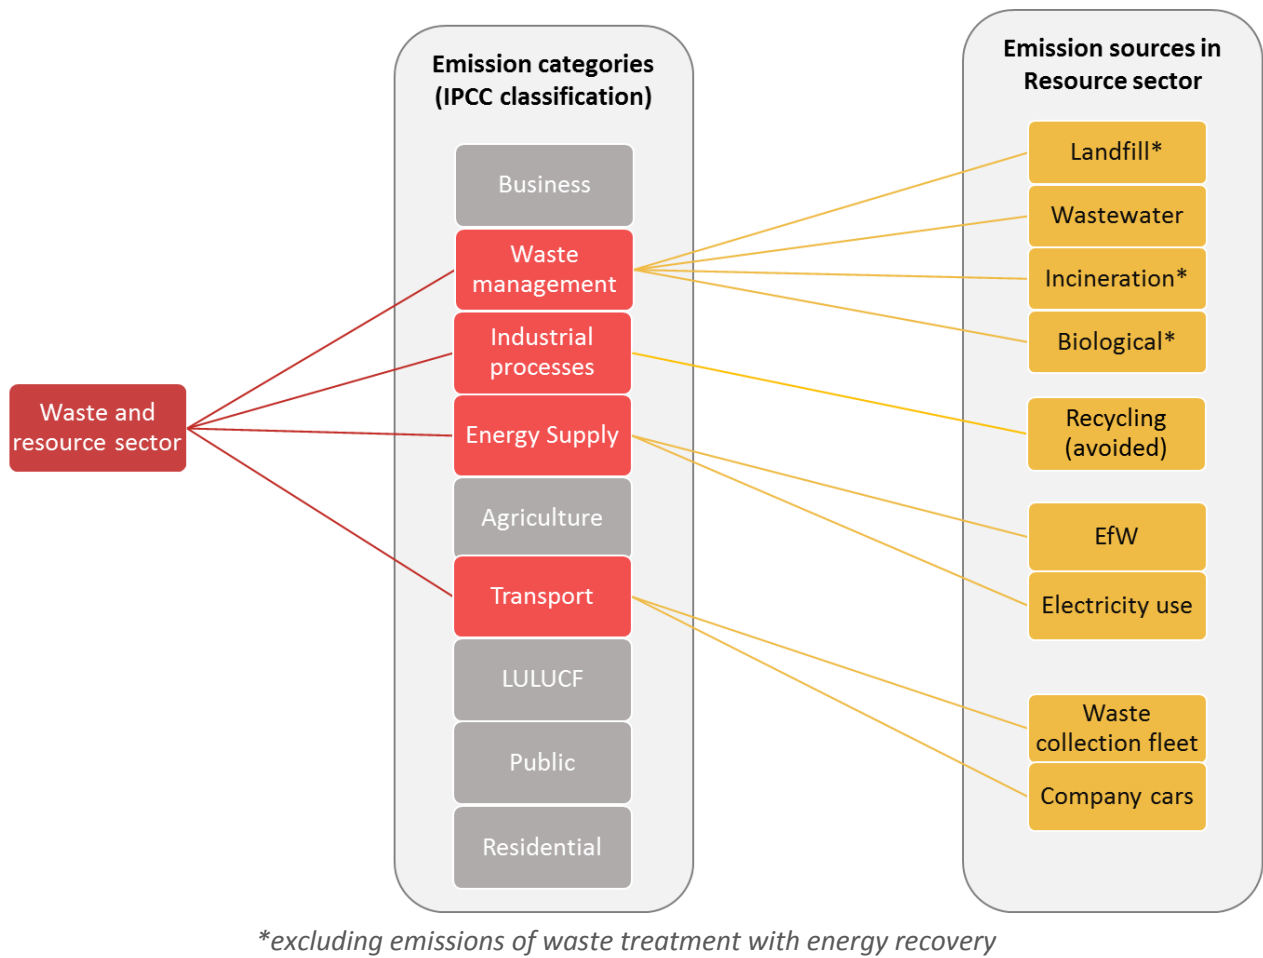 Emission categories
(IPCC classification)
Emission sources in
Resource sector
Waste and
resource sector
Business
Waste
management
Industrial
processes
Energy Supply
Agriculture
Transport
LULUCF
Public
Residential
Landfill*
Wastewater
Incineration*
Biological*
Recycling
(avoided)
EfW
Electricity use
Waste
collection fleet
Company cars
*excluding emissions of waste treatment with energy recovery